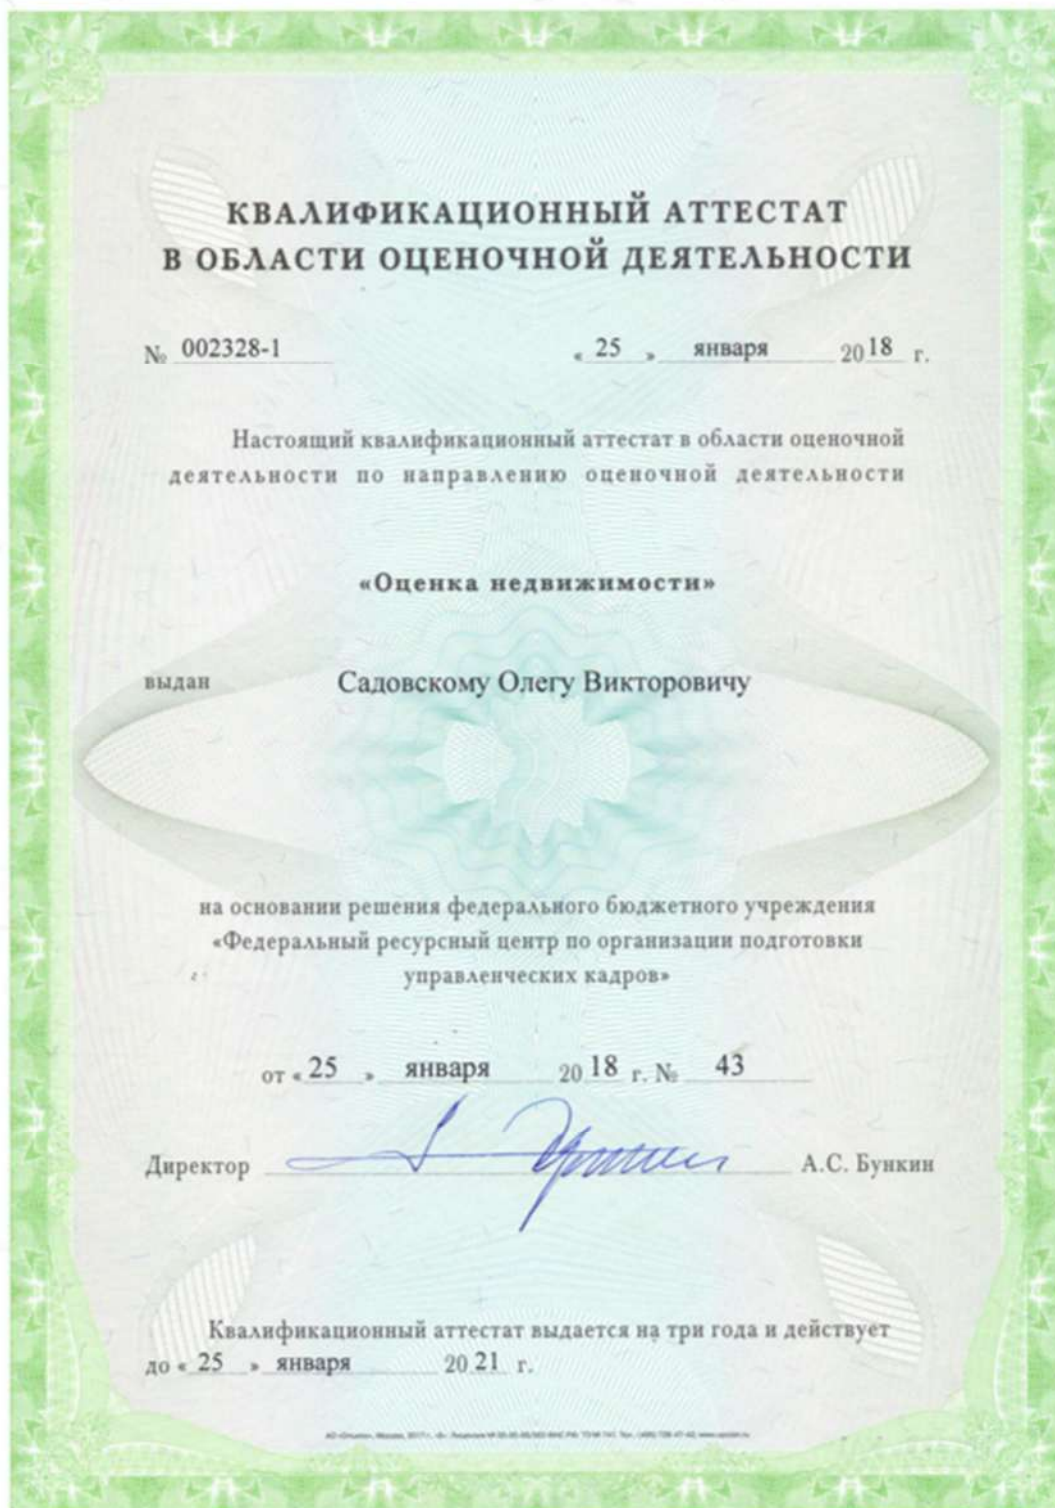 КВАЛИФИКАЦИОННЫЙ АТТЕСТАТ
В ОБЛАСТИ ОЦЕНОЧНОЙ ДЕЯТЕЛЬНОСТИ
№ 002328-1 « 25 » января 2018 г.
Настоящий квалификационный аттестат в области оценочной
деятельности по направлению оценочной деятельности
«Оценка недвижимости»
выдан Садовскому Олегу Викторовичу
на основании решения федерального бюджетного учреждения
«Федеральный ресурсный центр по организации подготовки
управленческих кадров»
от « 25 » января 2018 г. № 43
Директор А.С. Бункин
Квалификационный аттестат выдается на три года и действует
до « 25 » января 2021 г.